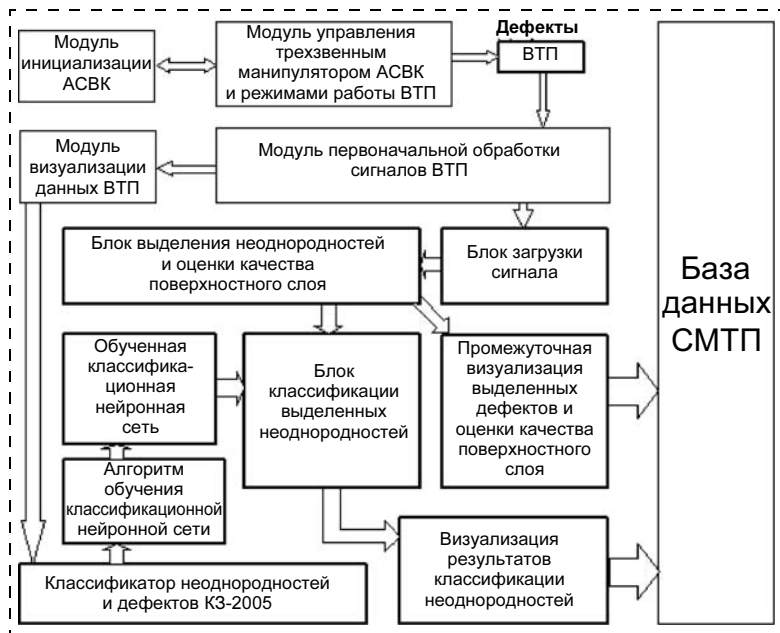 Модуль
инициализации
АСВК
Модуль управления
трехзвенным
манипулятором АСВК
и режимами работы ВТП
Дефекты
ВТП
Модуль
визуализации
данных ВТП
Модуль первоначальной обработки
сигналов ВТП
Блок выделения неоднородностей
и оценки качества
поверхностного слоя
Блок загрузки
сигнала
База
данных
СМТП
Обученная
классифика-
ционная
нейронная
сеть
Блок
классификации
выделенных
неоднородностей
Промежуточная
визуализация
выделенных
дефектов и
оценки качества
поверхностного
слоя
Алгоритм
обучения
классификационной
нейронной сети
Визуализация
результатов
классификации
неоднородностей
Классификатор неоднородностей
и дефектов КЗ-2005